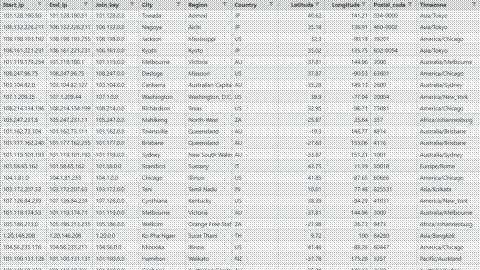 Start_ip End_ip Join_key City Region Country Latitude Longitude Postal_code Timezone
101.128.190.50 101.128.190.50 101.128.0.0 Towada Aomori JP 40.62 141.21 034-0000 Asia/Tokyo
106.132.226.211 106.132.226.211 106.132.0.0 Nagoya Aichi JP 35.18 136.91 460-0002 Asia/Tokyo
108.198.193.192 108.198.193.255 108.198.0.0 Jackson Mississippi US 32.3 -90.18 39201 America/Chicago
106.161.221.231 106.161.221.231 106.161.0.0 Kyoto Kyoto JP 35.02 135.75 602-8054 Asia/Tokyo
101.119.179.254 101.119.180.1 101.119.0.0 Melbourne Victoria AU -37.81 144.96 3000 Australia/Melbourne
108.247.96.75 108.247.96.75 108.247.0.0 Desloge Missouri US 37.87 -90.53 63601 America/Chicago
103.104.82.0 103.104.82.127 103.104.0.0 Canberra Australian Capital AU -35.28 149.13 2600 Australia/Sydney
107.1.209.35 107.1.209.44 107.1.0.0 Washington Washington, D.C. US 38.9 -77.04 20004 America/New_York
108.214.134.196 108.214.134.199 108.214.0.0 Richardson Texas US 32.95 -96.71 75081 America/Chicago
105.247.231.8 105.247.231.11 105.247.0.0 Mahikeng North-West ZA -25.87 25.64 357 Africa/Johannesburg
101.162.73.104 101.162.73.111 101.162.0.0 Townsville Queensland AU -19.3 146.77 4814 Australia/Brisbane
101.177.162.240 101.177.162.255 101.177.0.0 Brisbane Queensland AU -27.63 153.06 4116 Australia/Brisbane
101.119.101.193 101.119.101.193 101.119.0.0 Sydney New South Wales AU -33.87 151.21 1001 Australia/Sydney
101.58.65.162 101.58.65.162 101.58.0.0 Scandicci Tuscany IT 43.75 11.19 50018 Europe/Rome
104.1.81.0 104.1.81.255 104.1.0.0 Chicago Illinois US 41.85 -87.65 60666 America/Chicago
103.172.207.32 103.172.207.63 103.172.0.0 Teni Tamil Nadu IN 10.01 77.46 625531 Asia/Kolkata
107.126.84.239 107.126.84.239 107.126.0.0 Cynthiana Kentucky US 38.39 -84.29 41031 America/New_York
101.119.174.53 101.119.174.71 101.119.0.0 Melbourne Victoria AU -37.81 144.96 3000 Australia/Melbourne
105.186.213.0 105.186.213.255 105.186.0.0 Welkom Orange Free State ZA -27.98 26.73 9473 Africa/Johannesburg
1.20.146.208 1.20.146.208 1.20.0.0 Ko Pha Ngan Surat Thani TH 9.72 100 84280 Asia/Bangkok
104.56.235.176 104.56.235.211 104.56.0.0 Minooka Illinois US 41.46 -88.26 60447 America/Chicago
101.100.131.128 101.100.131.131 101.100.0.0 Hamilton Waikato NZ -37.78 175.28 3257 Pacific/Auckland